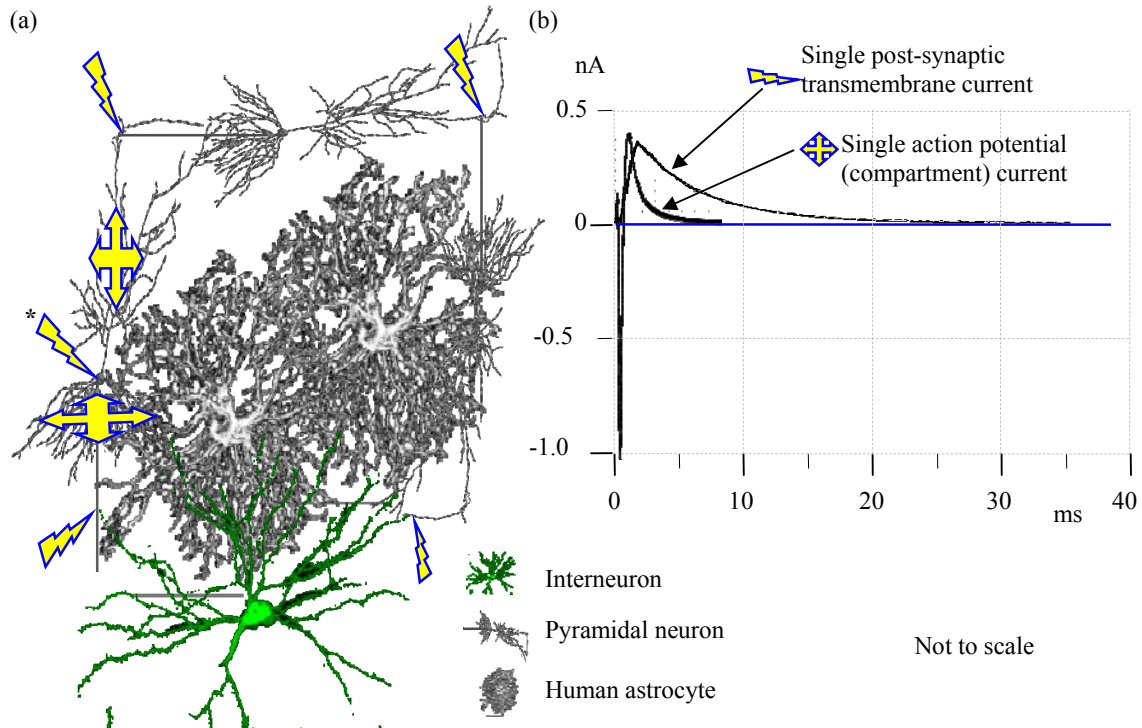 (a)
*
Interneuron
Pyramidal neuron
Human astrocyte
(b)
nA
Single post-synaptic
transmembrane current
Single action potential
(compartment) current
0.5
0
-0.5
-1.0
0
10
20
30
40
ms
Not to scale